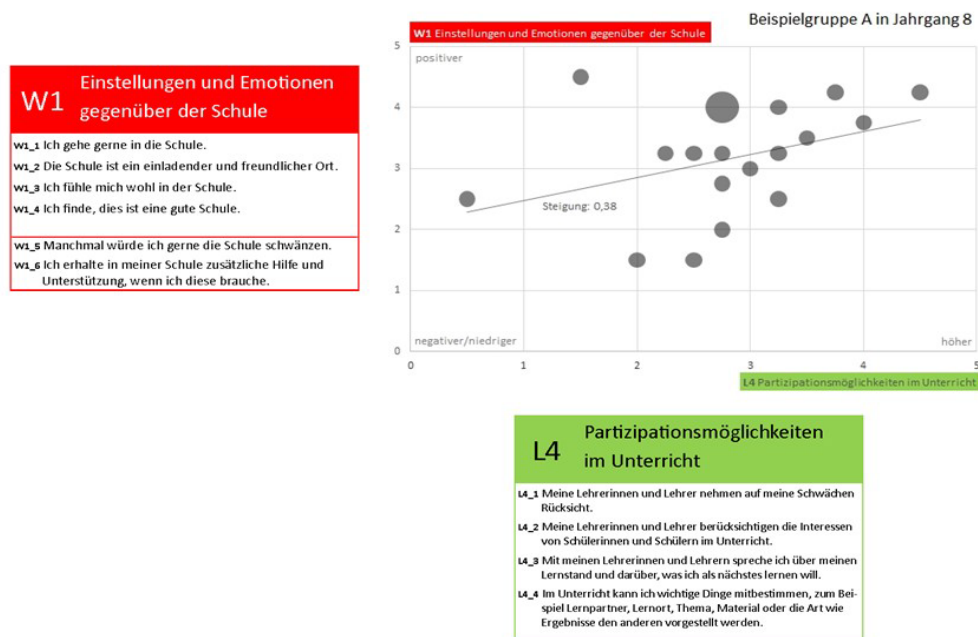 Beispielgruppe A in Jahrgang 8
W1 Einstellungen und Emotionen gegenüber der Schule
5
positiver
4
3
2
1
0
Steigung: 0,38
negativer/niedriger
höher
0 1 2 3 4 5
L4 Partizipationsmöglichkeiten im Unterricht
W1 Einstellungen und Emotionen
gegenüber der Schule
W1_1 Ich gehe gerne in die Schule.
W1_2 Die Schule ist ein einladender und freundlicher Ort.
W1_3 Ich fühle mich wohl in der Schule.
W1_4 Ich finde, dies ist eine gute Schule.
W1_5 Manchmal würde ich gerne die Schule schwänzen.
W1_6 Ich erhalte in meiner Schule zusätzliche Hilfe und
Unterstützung, wenn ich diese brauche.
L4 Partizipationsmöglichkeiten
im Unterricht
L4_1 Meine Lehrerinnen und Lehrer nehmen auf meine Schwächen
Rücksicht.
L4_2 Meine Lehrerinnen und Lehrer berücksichtigen die Interessen
von Schülerinnen und Schülern im Unterricht.
L4_3 Mit meinen Lehrerinnen und Lehrern spreche ich über meinen
Lernstand und darüber, was ich als nächstes lernen will.
L4_4 Im Unterricht kann ich wichtige Dinge mitbestimmen, zum Bei-
spiel Lernpartner, Lernort, Thema, Material oder die Art wie
Ergebnisse den anderen vorgestellt werden.